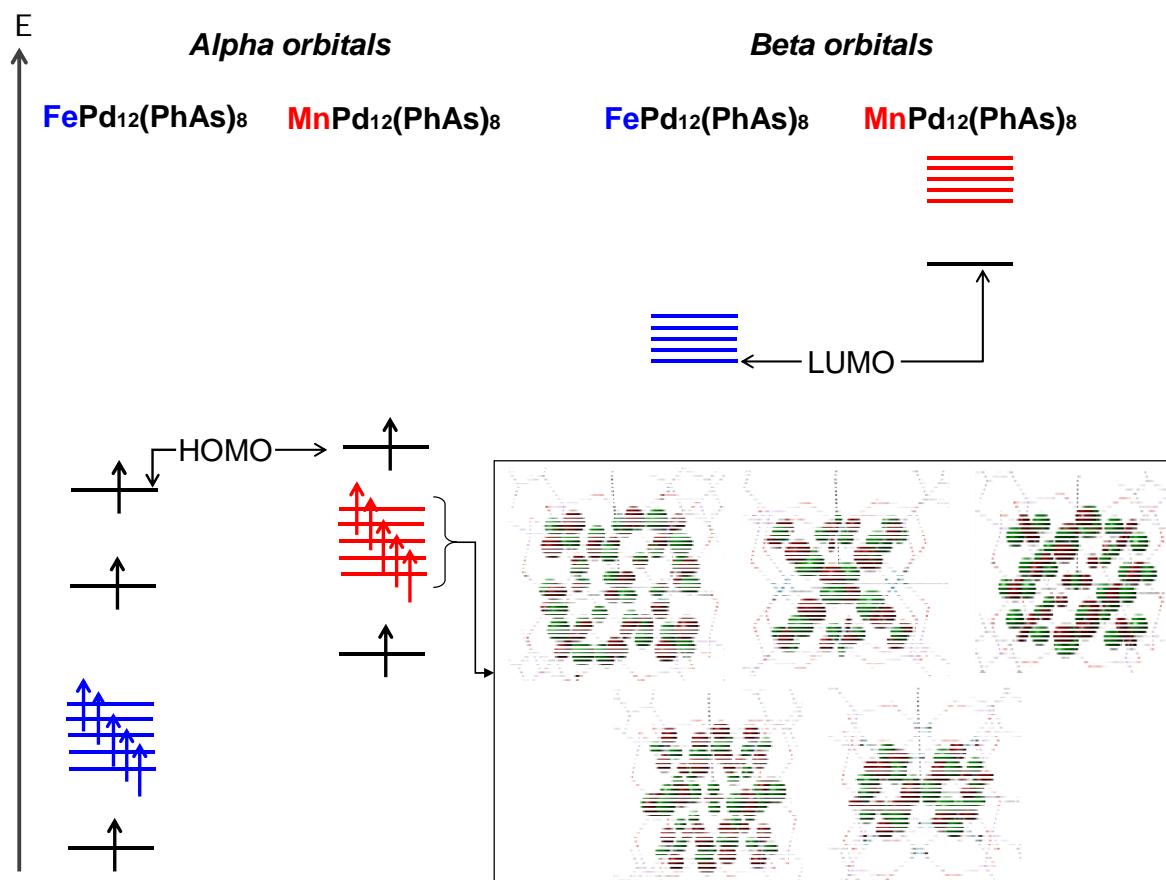 E
Alpha orbitals
Beta orbitals
FePd12(PhAs)8
MnPd12(PhAs)8
FePd12(PhAs)8
MnPd12(PhAs)8
LUMO
HOMO